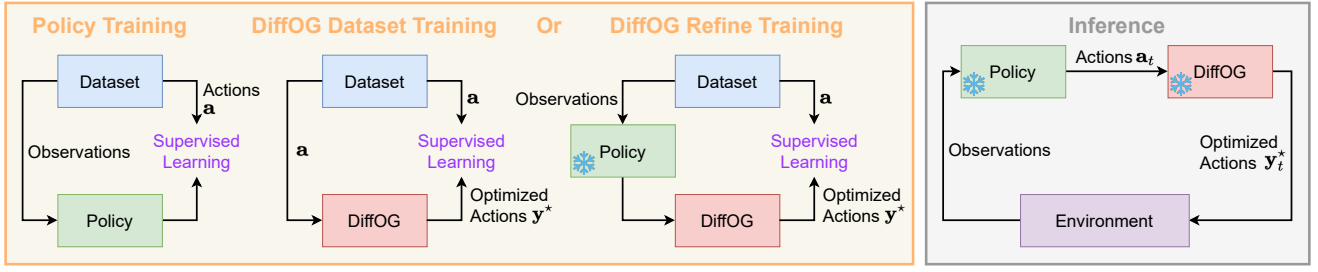 Policy Training
Dataset
Actions
a
Observations
Supervised
Learning
Policy
DiffOG Dataset Training
Dataset
a
a
Supervised
Learning
Optimized
Actions y*
DiffOG
Or
DiffOG Refine Training
Dataset
Observations
a
Policy
Supervised
Learning
Optimized
Actions y*
DiffOG
Inference
Policy
Actions a_t
DiffOG
Observations
Optimized
Actions y*_t
Environment